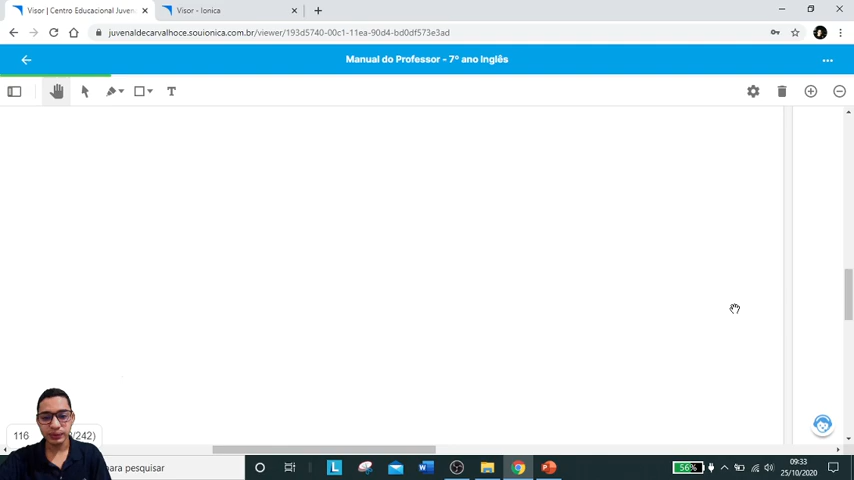 Visor | Centro Educacional Juven
Visor - Ionica
juvenaldecarvalhoce.souionica.com.br/viewer/193d5740-00c1-11ea-90d4-bd0df573e3ad
Manual do Professor - 7º ano Inglês
T
116
/242)
para pesquisar
L
56%
09:33
25/10/2020